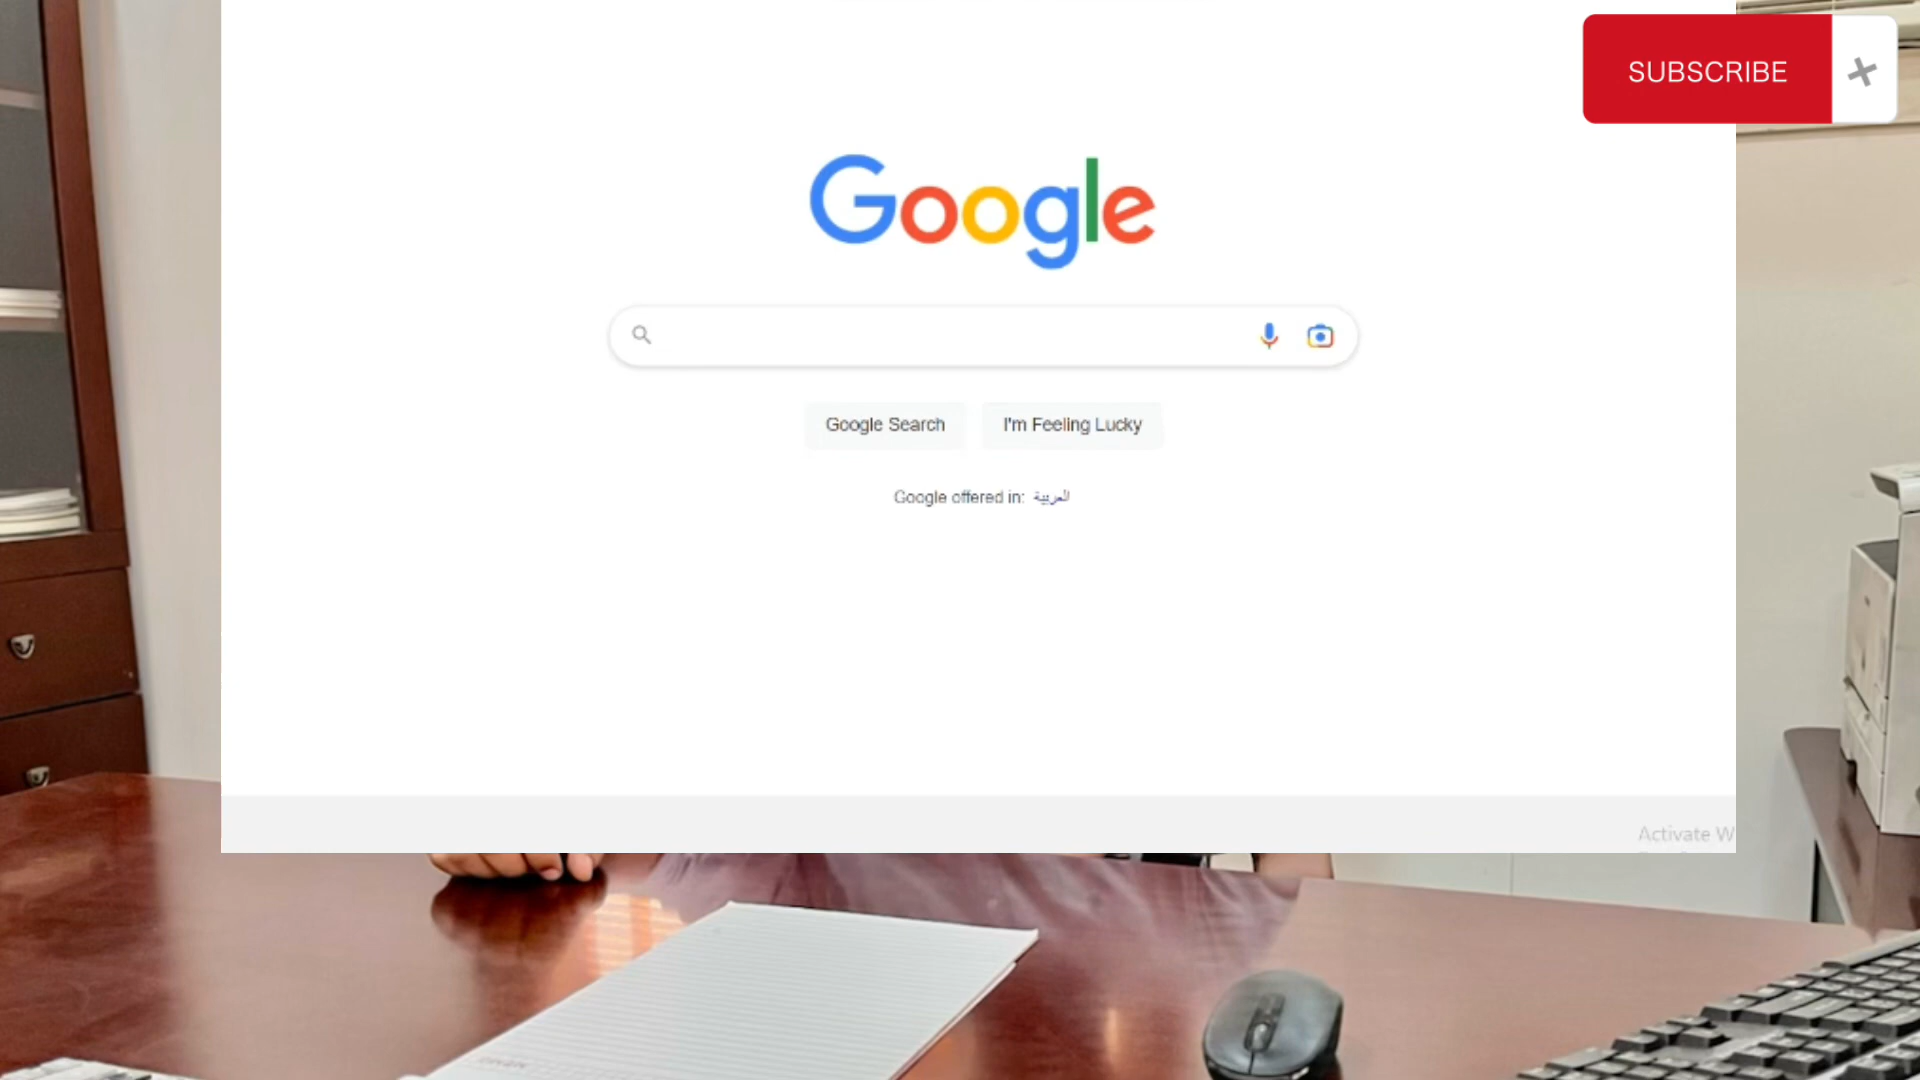 SUBSCRIBE
Google
Google Search
I'm Feeling Lucky
Google offered in: العربية
Activate W